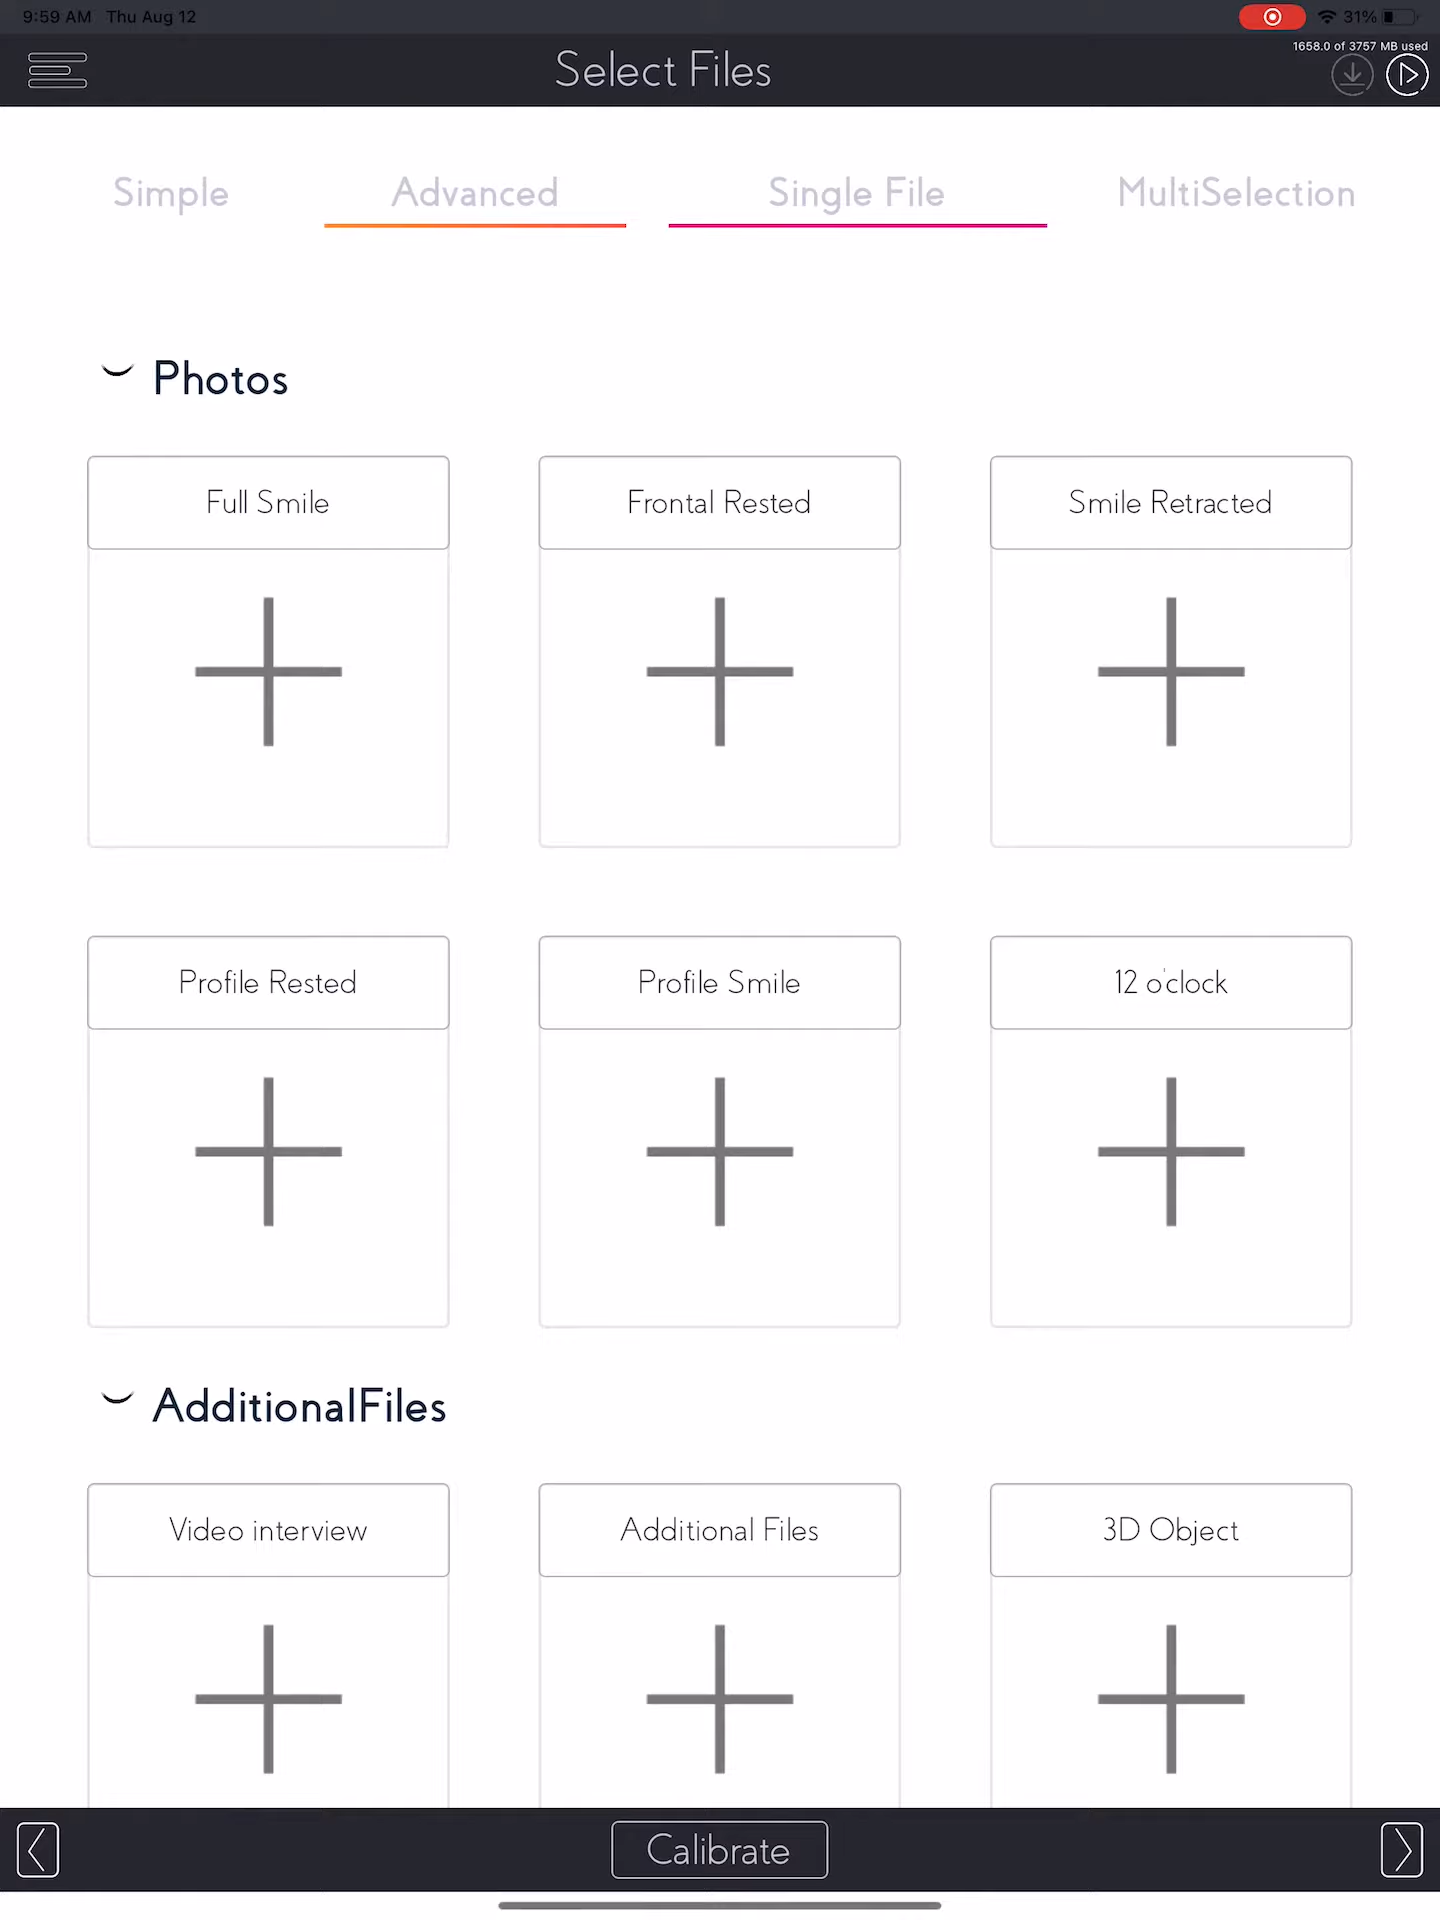 9:59 AM Thu Aug 12 31%
1658.0 of 3757 MB used
Select Files
Simple Advanced Single File MultiSelection
Photos
Full Smile Frontal Rested Smile Retracted
Profile Rested Profile Smile 12 o'clock
AdditionalFiles
Video interview Additional Files 3D Object
Calibrate